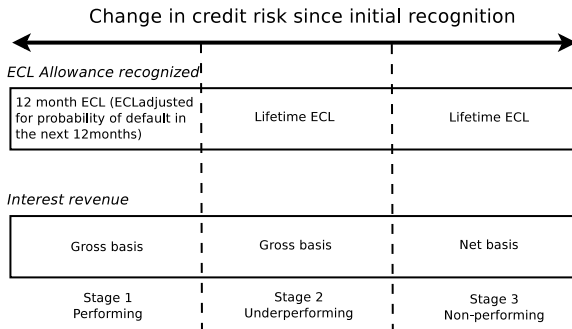 Change in credit risk since initial recognition
ECL Allowance recognized
12 month ECL (ECLadjusted
for probability of default in
the next 12months)
Lifetime ECL
Lifetime ECL
Interest revenue
Gross basis
Gross basis
Net basis
Stage 1
Performing
Stage 2
Underperforming
Stage 3
Non-performing